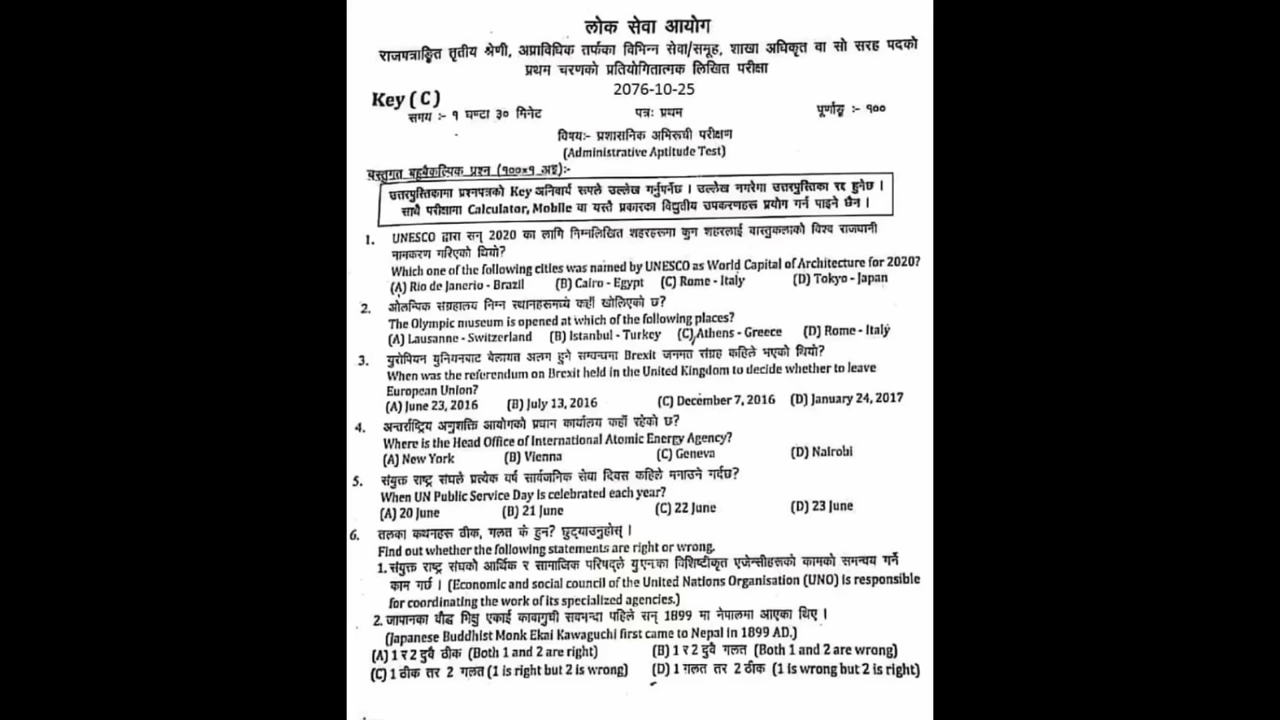 लोक सेवा आयोग
राजपत्राङ्कित तृतीय श्रेणी, अप्राविधिक तर्फका विभिन्न सेवा/समूह, शाखा अधिकृत वा सो सरह पदको
प्रथम चरणको प्रतियोगितात्मक लिखित परीक्षा
2076-10-25
Key ( C )
समय :- १ घण्टा ३० मिनेट
पत्रः प्रथम
पूर्णाङ्क :- १००
विषयः- प्रशासनिक अभिरूची परीक्षण
(Administrative Aptitude Test)
वस्तुगत बहुवैकल्पिक प्रश्न (१००×१ अङ्क):-
उत्तरपुस्तिकामा प्रश्नपत्रको Key अनिवार्य रूपले उल्लेख गर्नुपर्नेछ । उल्लेख नगरेमा उत्तरपुस्तिका रद्द हुनेछ ।
साथै परीक्षामा Calculator, Mobile वा यस्तै प्रकारका विद्युतीय उपकरणहरू प्रयोग गर्न पाइने छैन ।
1. UNESCO द्वारा सन् 2020 का लागि निम्नलिखित शहरहरूमा कुन शहरलाई वास्तुकलाको विश्व राजधानी
नामकरण गरिएको थियो?
Which one of the following cities was named by UNESCO as World Capital of Architecture for 2020?
(A) Rio de Janerio - Brazil (B) Cairo - Egypt (C) Rome - Italy (D) Tokyo - Japan
2. ओलम्पिक संग्रहालय निम्न स्थानहरूमध्ये कहाँ खोलिएको छ?
The Olympic museum is opened at which of the following places?
(A) Lausanne - Switzerland (B) Istanbul - Turkey (C) Athens - Greece (D) Rome - Italy
3. युरोपियन युनियनबाट बेलायत अलग हुने सम्बन्धमा Brexit जनमत संग्रह कहिले भएको थियो?
When was the referendum on Brexit held in the United Kingdom to decide whether to leave
European Union?
(A) June 23, 2016 (B) July 13, 2016 (C) December 7, 2016 (D) January 24, 2017
4. अन्तर्राष्ट्रिय अणुशक्ति आयोगको प्रधान कार्यालय कहाँ रहेको छ?
Where is the Head Office of International Atomic Energy Agency?
(A) New York (B) Vienna (C) Geneva (D) Nairobi
5. संयुक्त राष्ट्र संघले प्रत्येक वर्ष सार्वजनिक सेवा दिवस कहिले मनाउने गर्दछ?
When UN Public Service Day is celebrated each year?
(A) 20 June (B) 21 June (C) 22 June (D) 23 June
6. तलका कथनहरू ठीक, गलत के हुन? छुट्याउनुहोस् ।
Find out whether the following statements are right or wrong.
1. संयुक्त राष्ट्र संघको आर्थिक र सामाजिक परिषद्ले युएनका विशिष्टीकृत एजेन्सीहरूको कामको समन्वय गर्ने
काम गर्छ । (Economic and social council of the United Nations Organisation (UNO) is responsible
for coordinating the work of its specialized agencies.)
2. जापानका बौद्ध भिक्षु एकाई कावागुची सबभन्दा पहिले सन् 1899 मा नेपालमा आएका थिए ।
(Japanese Buddhist Monk Ekai Kawaguchi first came to Nepal in 1899 AD.)
(A) 1 र 2 दुवै ठीक (Both 1 and 2 are right) (B) 1 र 2 दुवै गलत (Both 1 and 2 are wrong)
(C) 1 ठीक तर 2 गलत (1 is right but 2 is wrong) (D) 1 गलत तर 2 ठीक (1 is wrong but 2 is right)